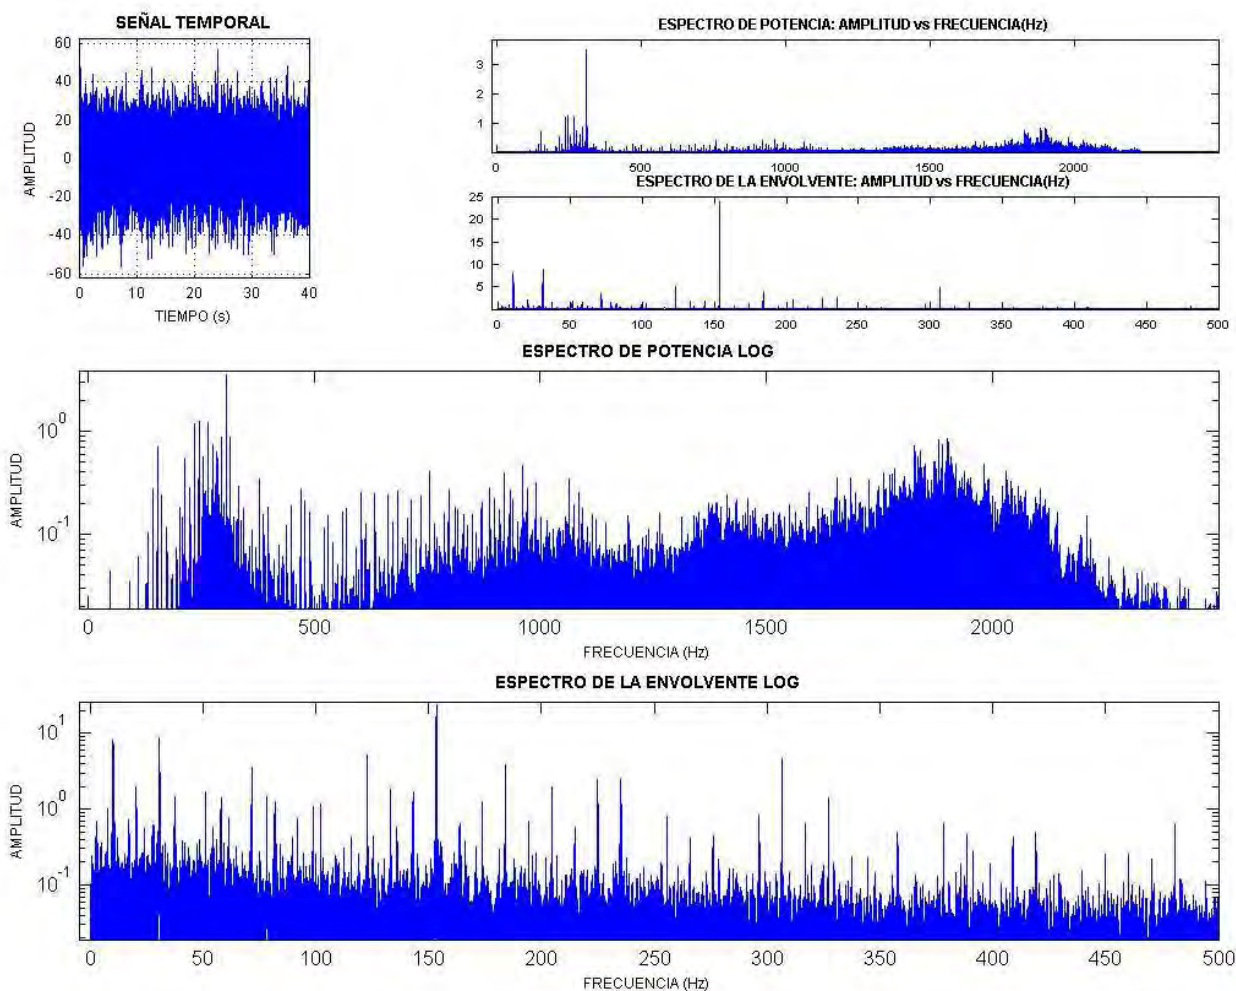 SEÑAL TEMPORAL
60
40
20
0
-20
-40
-60
AMPLITUD
0 10 20 30 40
TIEMPO (s)
ESPECTRO DE POTENCIA: AMPLITUD vs FRECUENCIA(Hz)
3
2
1
0 500 1000 1500 2000
ESPECTRO DE LA ENVOLVENTE: AMPLITUD vs FRECUENCIA(Hz)
25
20
15
10
5
0 50 100 150 200 250 300 350 400 450 500
ESPECTRO DE POTENCIA LOG
AMPLITUD
10^0
10^-1
0 500 1000 1500 2000
FRECUENCIA (Hz)
ESPECTRO DE LA ENVOLVENTE LOG
AMPLITUD
10^1
10^0
10^-1
0 50 100 150 200 250 300 350 400 450 500
FRECUENCIA (Hz)